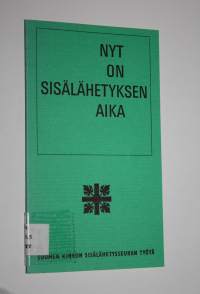 NYT
ON
SISÄLÄHETYKSEN
AIKA
SUOMEN KIRKON SISÄLÄHETYSSEURAN TYÖTÄ